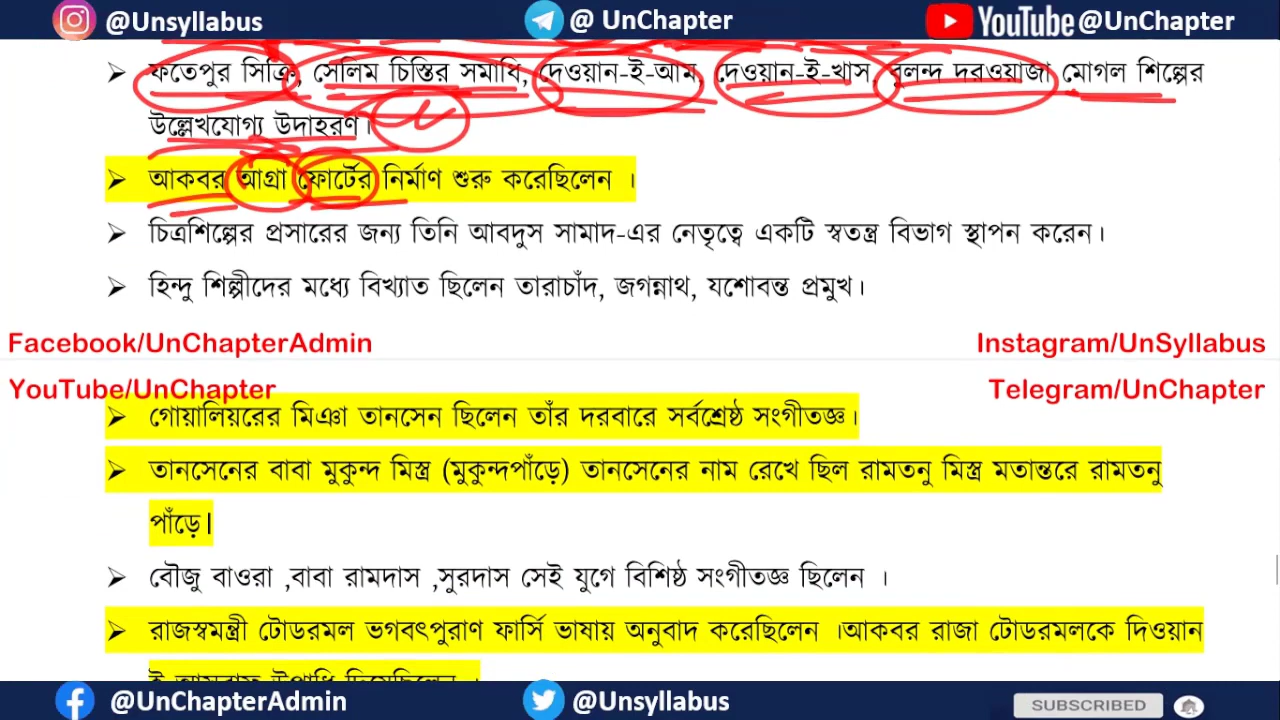 @Unsyllabus @ UnChapter YouTube @UnChapter
➤ ফতেপুর সিক্রি, সেলিম চিস্তির সমাধি, দেওয়ান-ই-আম, দেওয়ান-ই-খাস, বুলন্দ দরওয়াজা মোগল শিল্পের
উল্লেখযোগ্য উদাহরণ।
➤ আকবর আগ্রা ফোর্টের নির্মাণ শুরু করেছিলেন ।
➤ চিত্রশিল্পের প্রসারের জন্য তিনি আবদুস সামাদ-এর নেতৃত্বে একটি স্বতন্ত্র বিভাগ স্থাপন করেন।
➤ হিন্দু শিল্পীদের মধ্যে বিখ্যাত ছিলেন তারাচাঁদ, জগন্নাথ, যশোবন্ত প্রমুখ।
Facebook/UnChapterAdmin Instagram/UnSyllabus
YouTube/UnChapter Telegram/UnChapter
➤ গোয়ালিয়রের মিঞা তানসেন ছিলেন তাঁর দরবারে সর্বশ্রেষ্ঠ সংগীতজ্ঞ।
➤ তানসেনের বাবা মুকুন্দ মিস্ত্র (মুকুন্দপাঁড়ে) তানসেনের নাম রেখে ছিল রামতনু মিস্ত্র মতান্তরে রামতনু
পাঁড়ে।
➤ বৌজু বাওরা ,বাবা রামদাস ,সুরদাস সেই যুগে বিশিষ্ঠ সংগীতজ্ঞ ছিলেন ।
➤ রাজস্বমন্ত্রী টোডরমল ভগবৎপুরাণ ফার্সি ভাষায় অনুবাদ করেছিলেন ।আকবর রাজা টোডরমলকে দিওয়ান
@UnChapterAdmin @Unsyllabus SUBSCRIBED